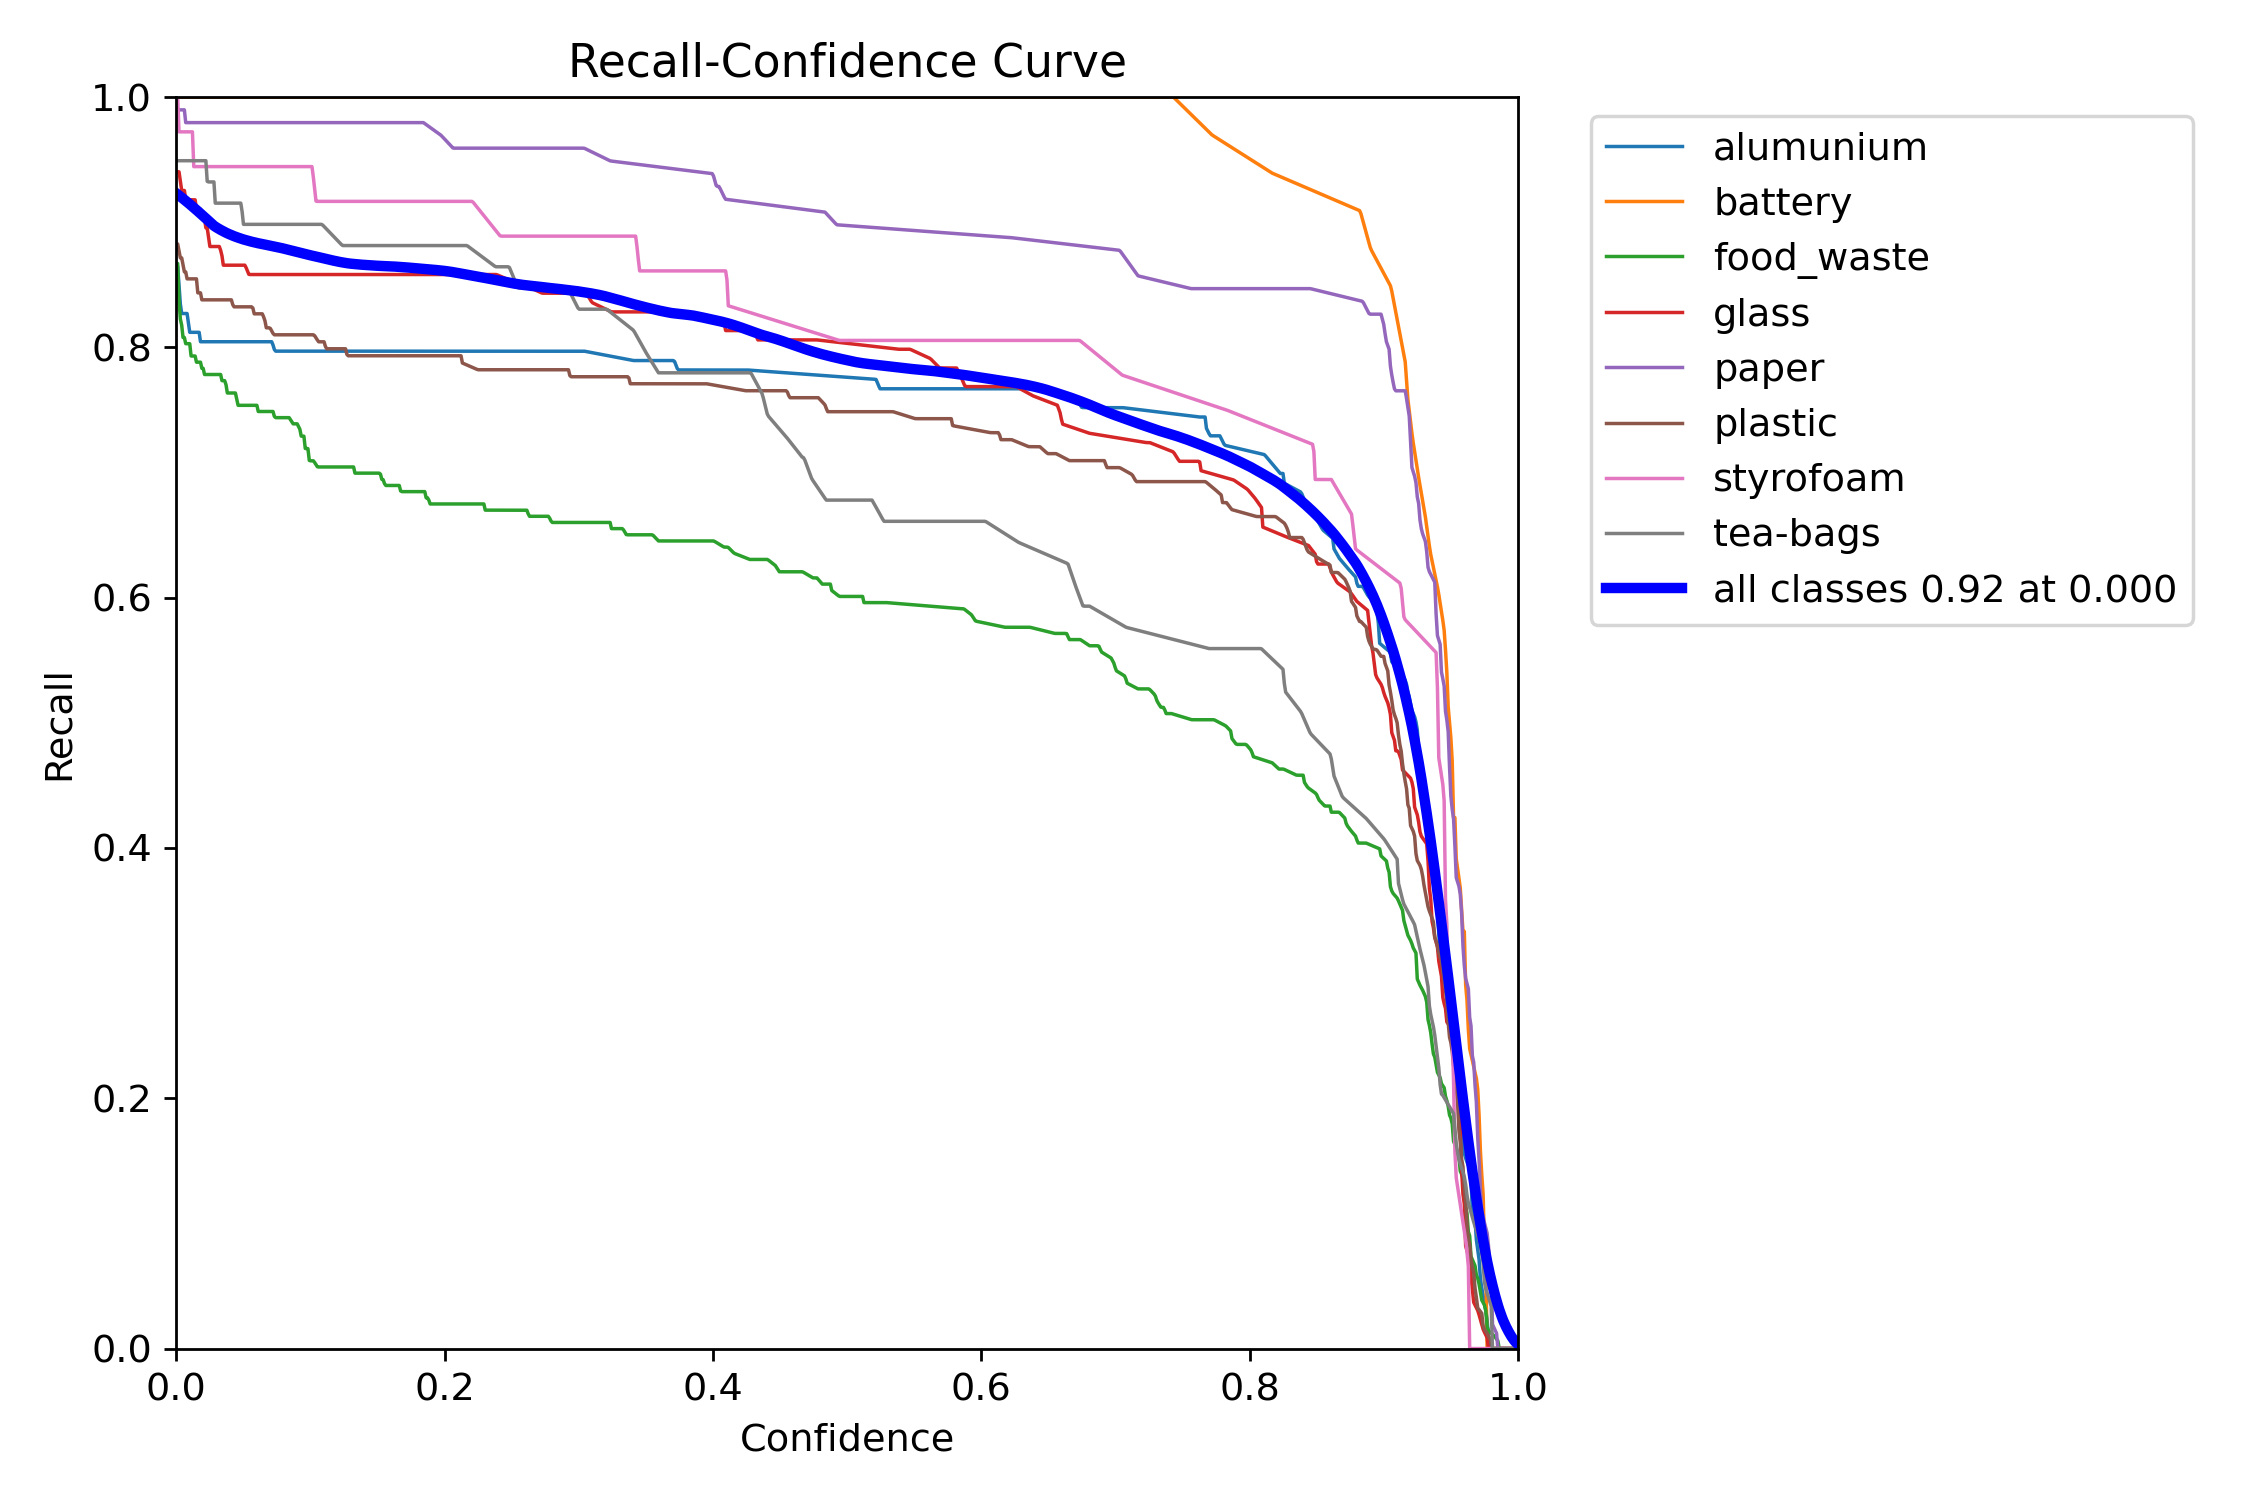 Recall-Confidence Curve
1.0
0.8
0.6
0.4
0.2
0.0
Recall
0.0 0.2 0.4 0.6 0.8 1.0
Confidence
alumunium
battery
food_waste
glass
paper
plastic
styrofoam
tea-bags
all classes 0.92 at 0.000